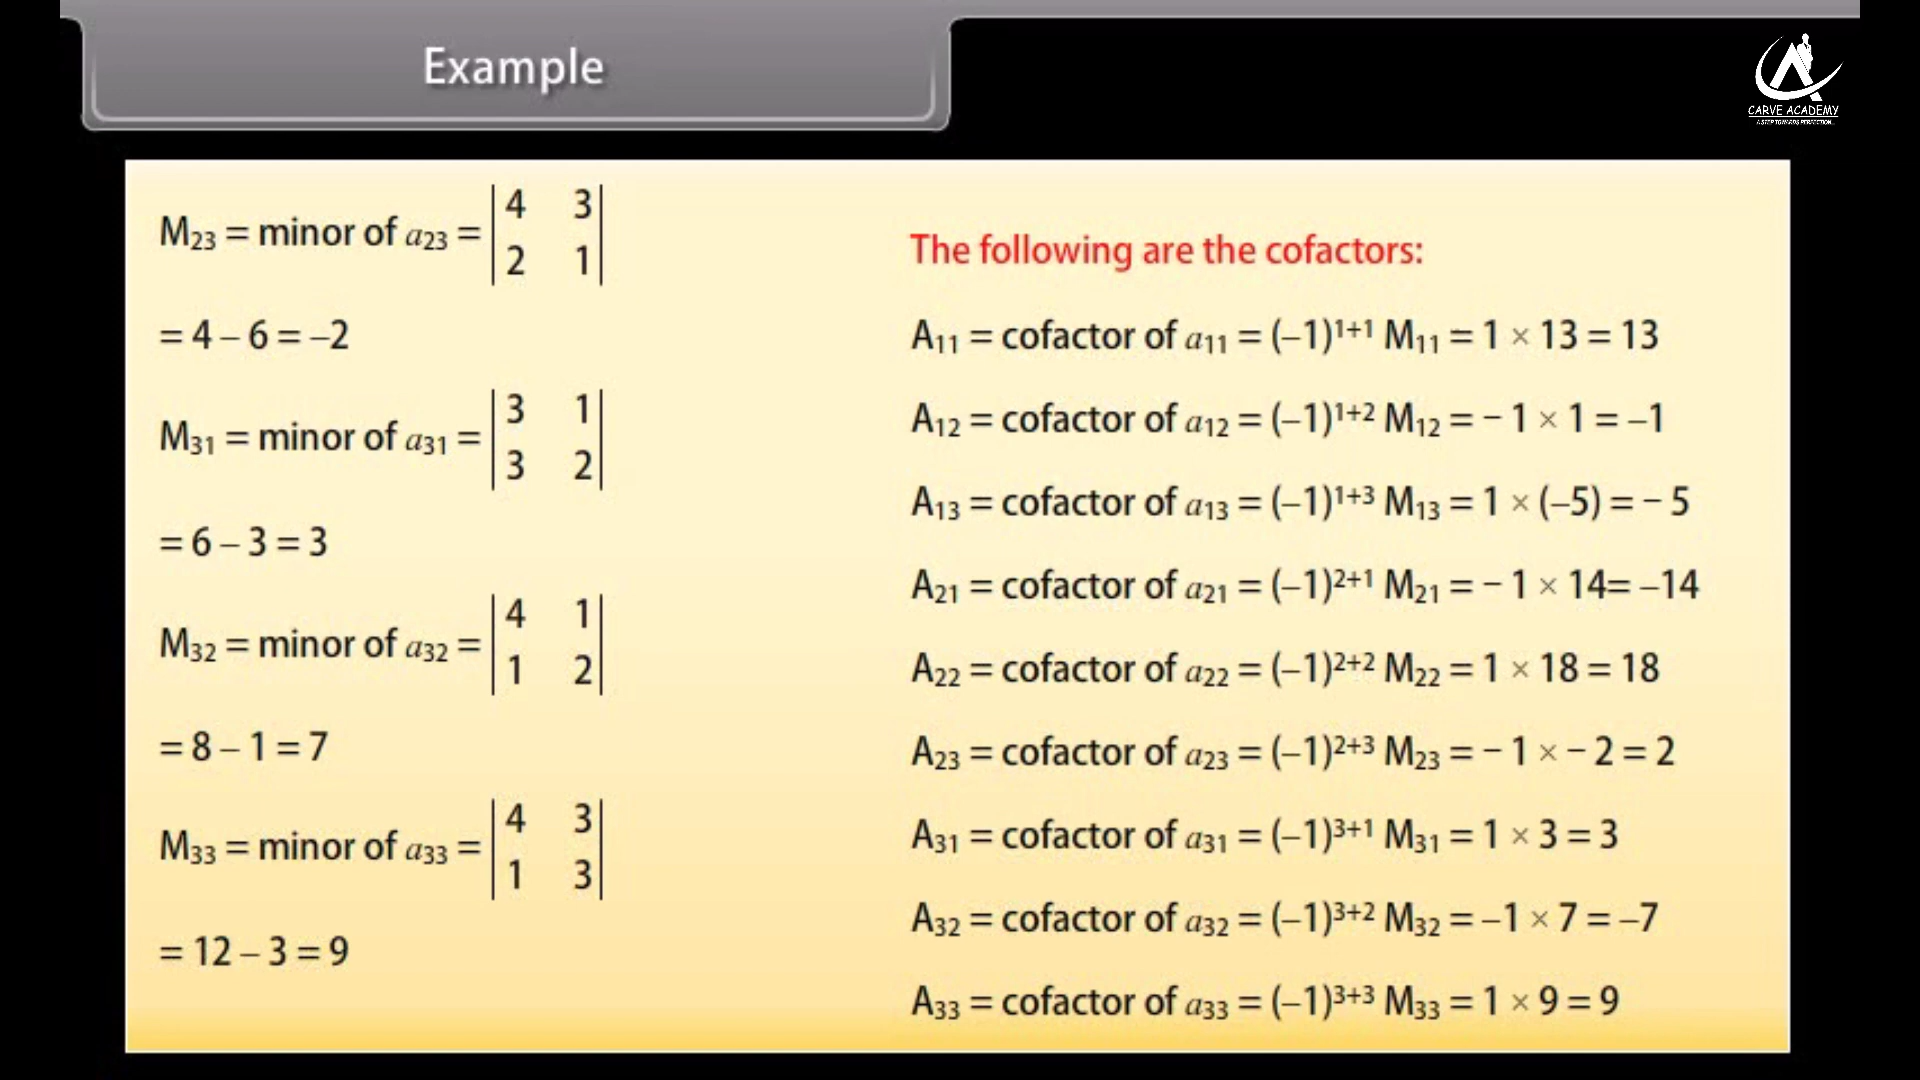 Example
CARVE ACADEMY
A STEP TOWARDS PERFECTION...
M₂₃ = minor of a₂₃ = |4 3|
|2 1|
= 4 – 6 = –2
M₃₁ = minor of a₃₁ = |3 1|
|3 2|
= 6 – 3 = 3
M₃₂ = minor of a₃₂ = |4 1|
|1 2|
= 8 – 1 = 7
M₃₃ = minor of a₃₃ = |4 3|
|1 3|
= 12 – 3 = 9
The following are the cofactors:
A₁₁ = cofactor of a₁₁ = (–1)¹⁺¹ M₁₁ = 1 × 13 = 13
A₁₂ = cofactor of a₁₂ = (–1)¹⁺² M₁₂ = – 1 × 1 = –1
A₁₃ = cofactor of a₁₃ = (–1)¹⁺³ M₁₃ = 1 × (–5) = – 5
A₂₁ = cofactor of a₂₁ = (–1)²⁺¹ M₂₁ = – 1 × 14= –14
A₂₂ = cofactor of a₂₂ = (–1)²⁺² M₂₂ = 1 × 18 = 18
A₂₃ = cofactor of a₂₃ = (–1)²⁺³ M₂₃ = – 1 × – 2 = 2
A₃₁ = cofactor of a₃₁ = (–1)³⁺¹ M₃₁ = 1 × 3 = 3
A₃₂ = cofactor of a₃₂ = (–1)³⁺² M₃₂ = –1 × 7 = –7
A₃₃ = cofactor of a₃₃ = (–1)³⁺³ M₃₃ = 1 × 9 = 9